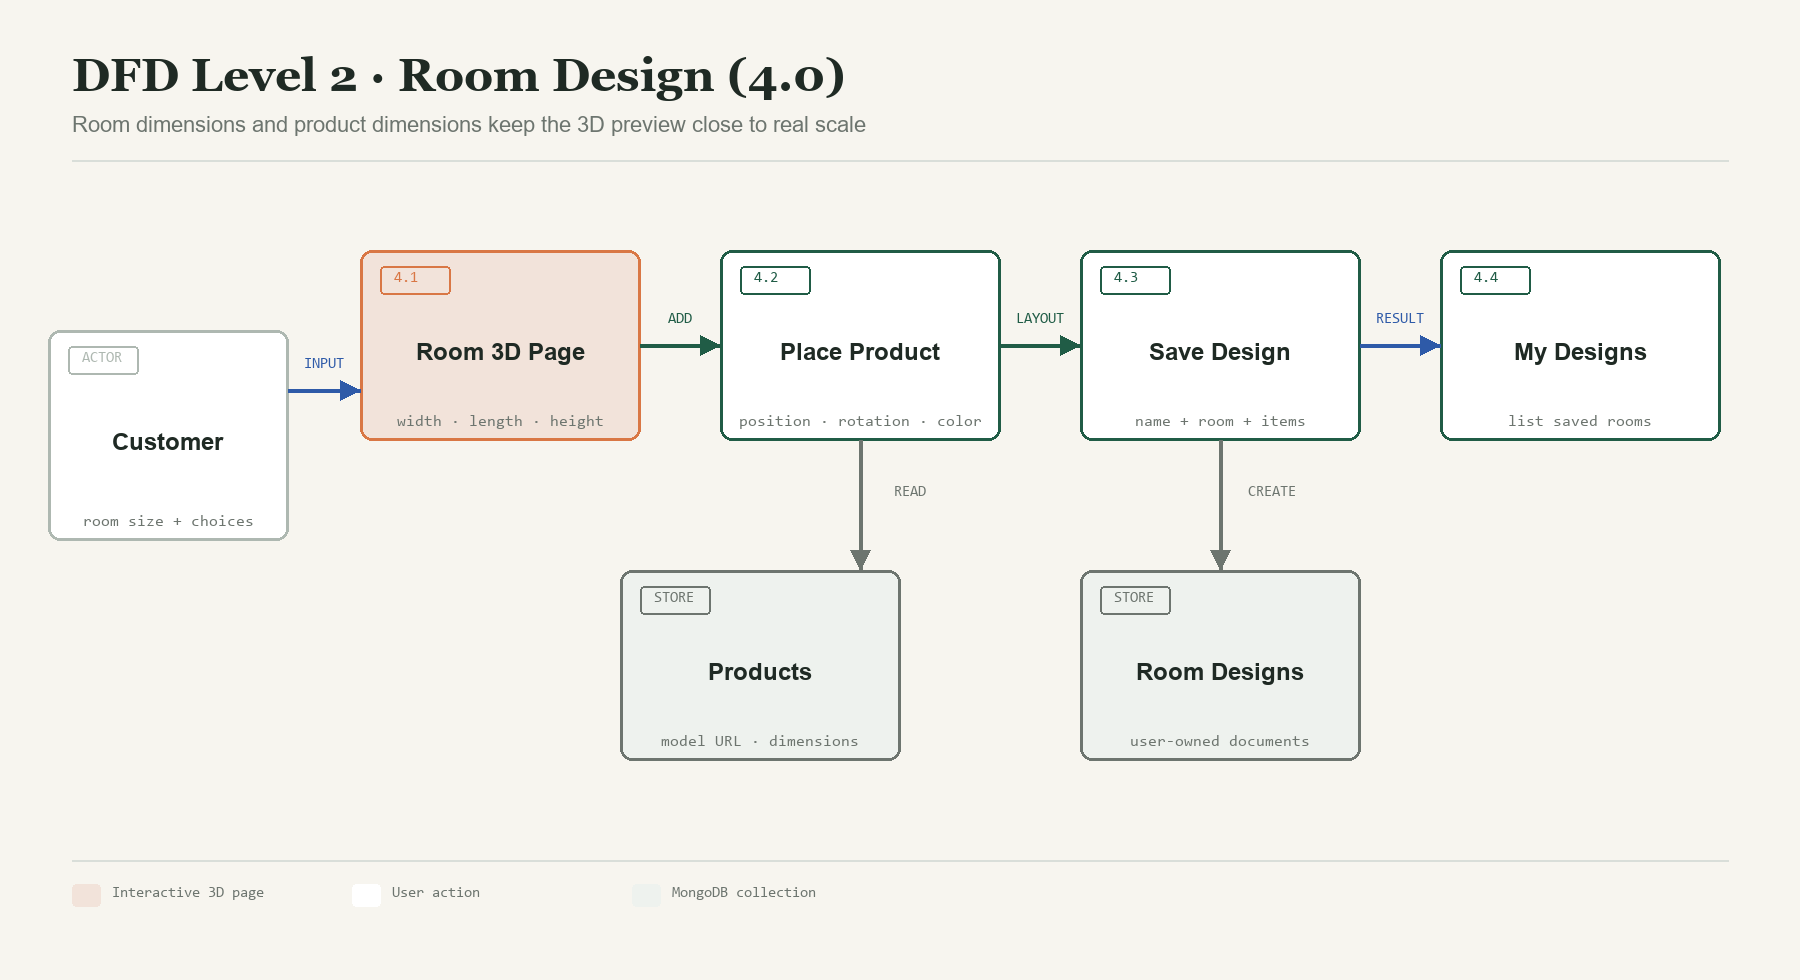 DFD Level 2 · Room Design (4.0)
Room dimensions and product dimensions keep the 3D preview close to real scale
ACTOR
Customer
room size + choices
INPUT
4.1
Room 3D Page
width · length · height
ADD
4.2
Place Product
position · rotation · color
LAYOUT
4.3
Save Design
name + room + items
RESULT
4.4
My Designs
list saved rooms
READ
CREATE
STORE
Products
model URL · dimensions
STORE
Room Designs
user-owned documents
Interactive 3D page
User action
MongoDB collection